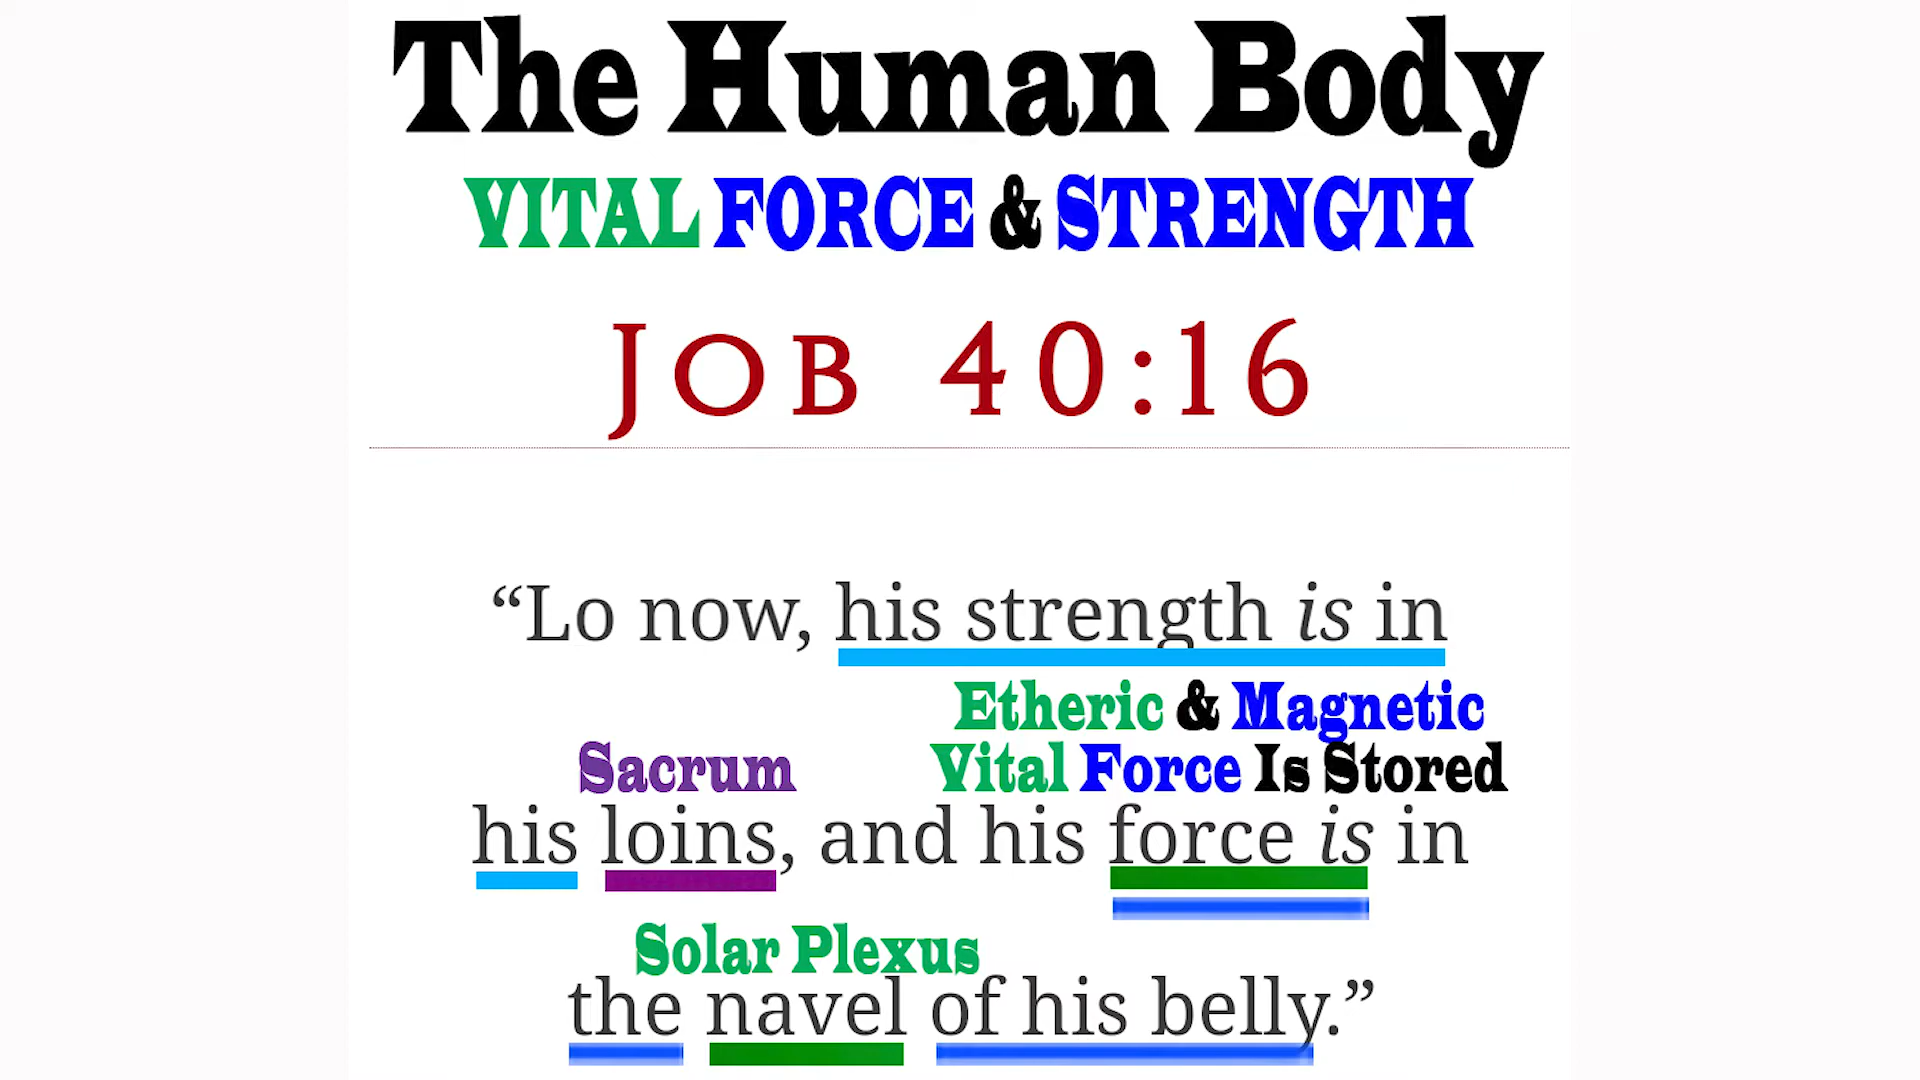 The Human Body
VITAL FORCE & STRENGTH
JOB 40:16
“Lo now, his strength is in
Etheric & Magnetic
Sacrum Vital Force Is Stored
his loins, and his force is in
Solar Plexus
the navel of his belly.”